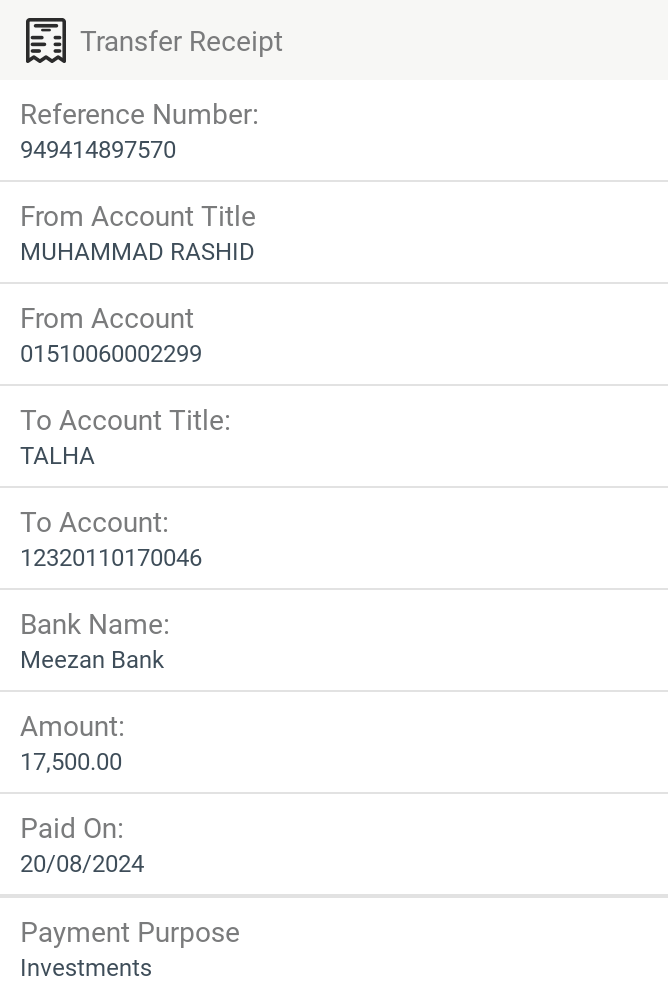 Transfer Receipt
Reference Number:
949414897570
From Account Title
MUHAMMAD RASHID
From Account
01510060002299
To Account Title:
TALHA
To Account:
12320110170046
Bank Name:
Meezan Bank
Amount:
17,500.00
Paid On:
20/08/2024
Payment Purpose
Investments